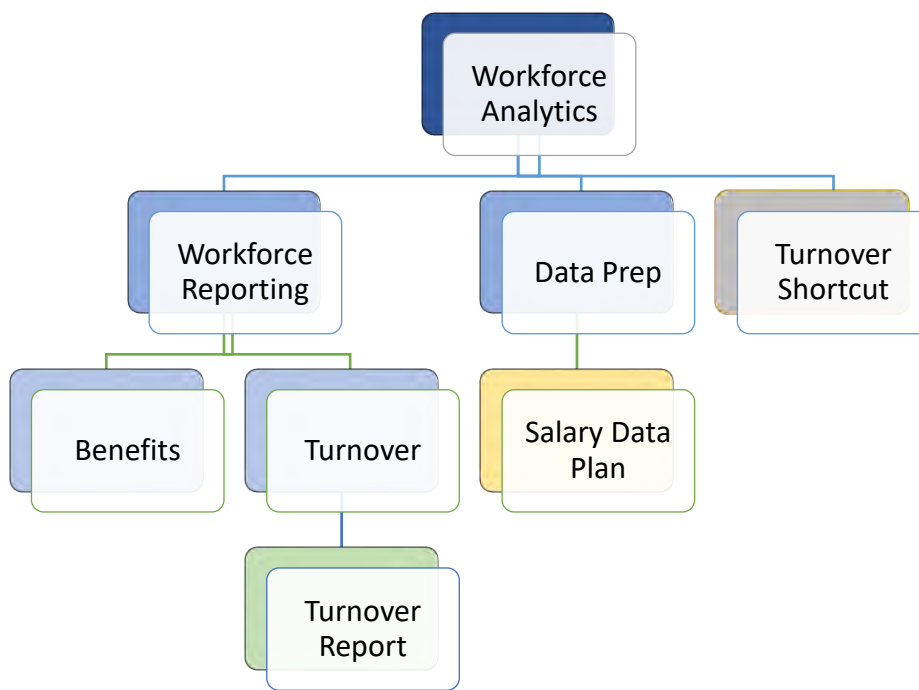 Workforce
Analytics
Workforce
Reporting
Data Prep
Turnover
Shortcut
Benefits
Turnover
Salary Data
Plan
Turnover
Report